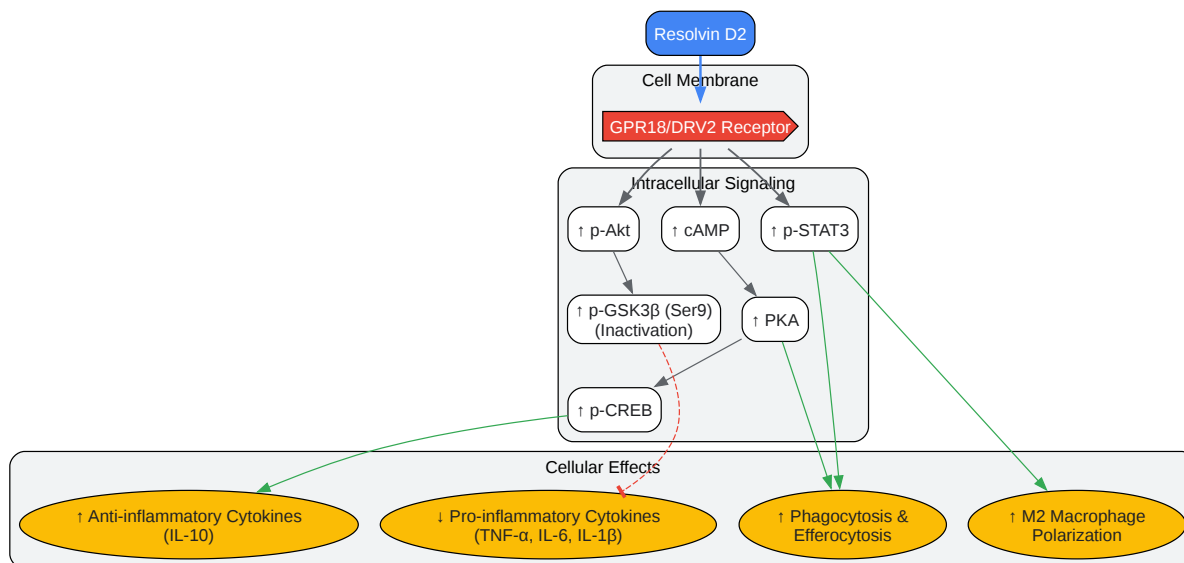 Resolvin D2
Cell Membrane
GPR18/DRV2 Receptor
Intracellular Signaling
↑ p-Akt
↑ cAMP
↑ p-STAT3
↑ p-GSK3β (Ser9)
(Inactivation)
↑ PKA
↑ p-CREB
Cellular Effects
↑ Anti-inflammatory Cytokines
(IL-10)
↓ Pro-inflammatory Cytokines
(TNF-α, IL-6, IL-1β)
↑ Phagocytosis &
Efferocytosis
↑ M2 Macrophage
Polarization